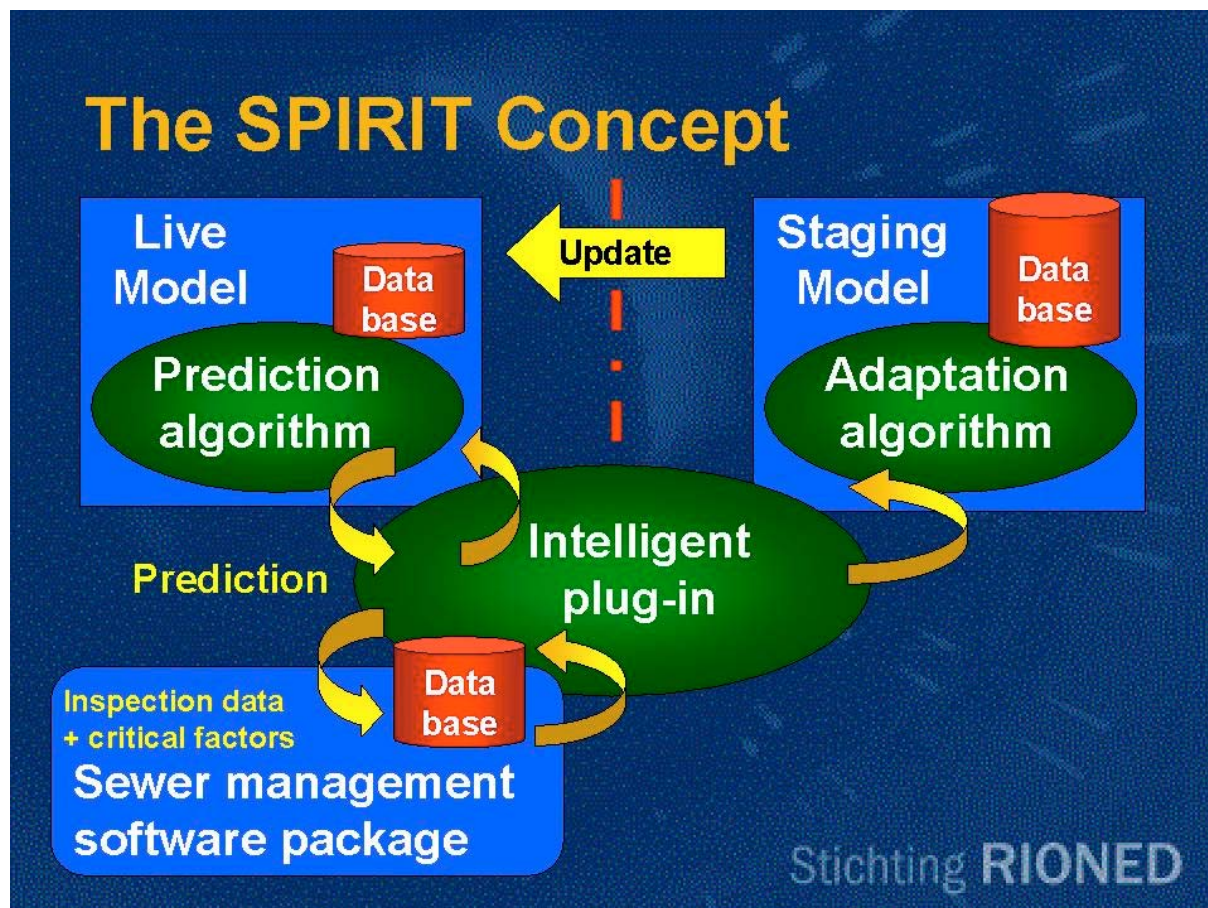 The SPIRIT Concept
Live
Model
Data
base
Prediction
algorithm
Update
Staging
Model
Data
base
Adaptation
algorithm
Intelligent
plug-in
Prediction
Data
base
Inspection data
+ critical factors
Sewer management
software package
Stichting RIONED